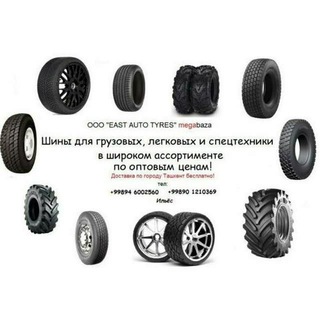 ООО "EAST AUTO TYRES" megabaza
Шины для грузовых, легковых и спецтехники
в широком ассортименте
по оптовым ценам!
Доставка по городу Ташкент бесплатно!
тел:
+99894 6002560 +99890 1210369
Ильёс